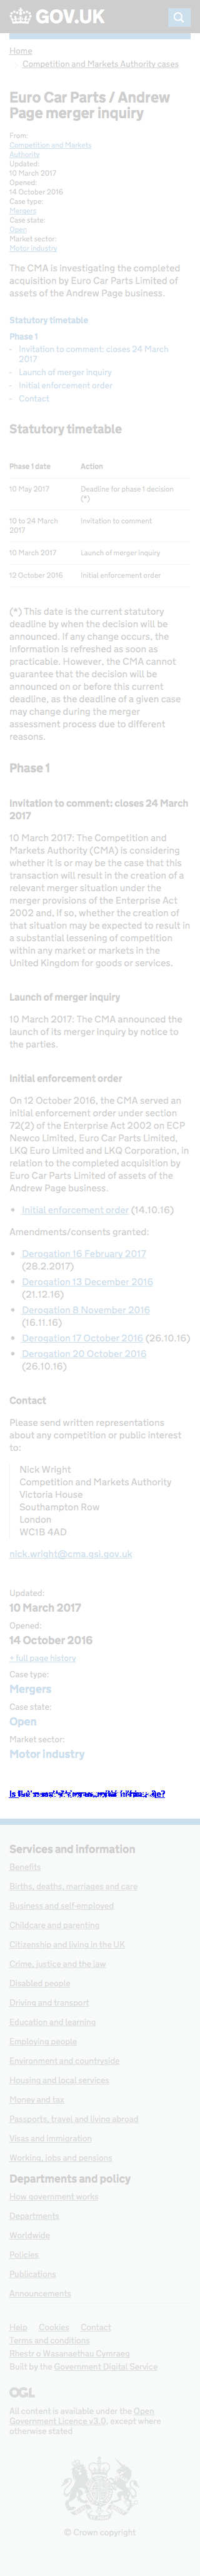 GOV.UK
Home
Competition and Markets Authority cases
Euro Car Parts / Andrew
Page merger inquiry
From:
Competition and Markets
Authority
Updated:
10 March 2017
Opened:
14 October 2016
Case type:
Mergers
Case state:
Open
Market sector:
Motor industry
The CMA is investigating the completed
acquisition by Euro Car Parts Limited of
assets of the Andrew Page business.
Statutory timetable
Phase 1
- Invitation to comment: closes 24 March
2017
- Launch of merger inquiry
- Initial enforcement order
- Contact
Statutory timetable
Phase 1 date Action
10 May 2017 Deadline for phase 1 decision
(*)
10 to 24 March Invitation to comment
2017
10 March 2017 Launch of merger inquiry
12 October 2016 Initial enforcement order
(*) This date is the current statutory
deadline by when the decision will be
announced. If any change occurs, the
information is refreshed as soon as
practicable. However, the CMA cannot
guarantee that the decision will be
announced on or before the current
deadline, as the deadline of a given case
may change during the merger
assessment process due to different
reasons.
Phase 1
Invitation to comment: closes 24 March
2017
10 March 2017: The Competition and
Markets Authority (CMA) is considering
whether it is or may be the case that this
transaction will result in the creation of a
relevant merger situation under the
merger provisions of the Enterprise Act
2002 and, if so, whether the creation of
that situation may be expected to result in
a substantial lessening of competition
within any market or markets in the
United Kingdom for goods or services.
Launch of merger inquiry
10 March 2017: The CMA announced the
launch of its merger inquiry by notice to
the parties.
Initial enforcement order
On 12 October 2016, the CMA served an
initial enforcement order under section
72(2) of the Enterprise Act 2002 on ECP
Newco Limited, Euro Car Parts Limited,
LKQ Euro Limited and LKQ Corporation, in
relation to the completed acquisition by
Euro Car Parts Limited of assets of the
Andrew Page business.
• Initial enforcement order (14.10.16)
Amendments/consents granted:
• Derogation 16 February 2017
(28.2.2017)
• Derogation 13 December 2016
(21.12.16)
• Derogation 8 November 2016
(16.11.16)
• Derogation 17 October 2016 (26.10.16)
• Derogation 20 October 2016
(26.10.16)
Contact
Please send written representations
about any competition or public interest
to:
Nick Wright
Competition and Markets Authority
Victoria House
Southampton Row
London
WC1B 4AD
nick.wright@cma.gsi.gov.uk
Updated:
10 March 2017
Opened:
14 October 2016
+ full page history
Case type:
Mergers
Case state:
Open
Market sector:
Motor industry
Is
Services and information
Benefits
Births, deaths, marriages and care
Business and self-employed
Childcare and parenting
Citizenship and living in the UK
Crime, justice and the law
Disabled people
Driving and transport
Education and learning
Employing people
Environment and countryside
Housing and local services
Money and tax
Passports, travel and living abroad
Visas and immigration
Working, jobs and pensions
Departments and policy
How government works
Departments
Worldwide
Policies
Publications
Announcements
Help Cookies Contact
Terms and conditions
Rhestr o Wasanaethau Cymraeg
Built by the Government Digital Service
OGL
All content is available under the Open
Government Licence v3.0, except where
otherwise stated
© Crown copyright